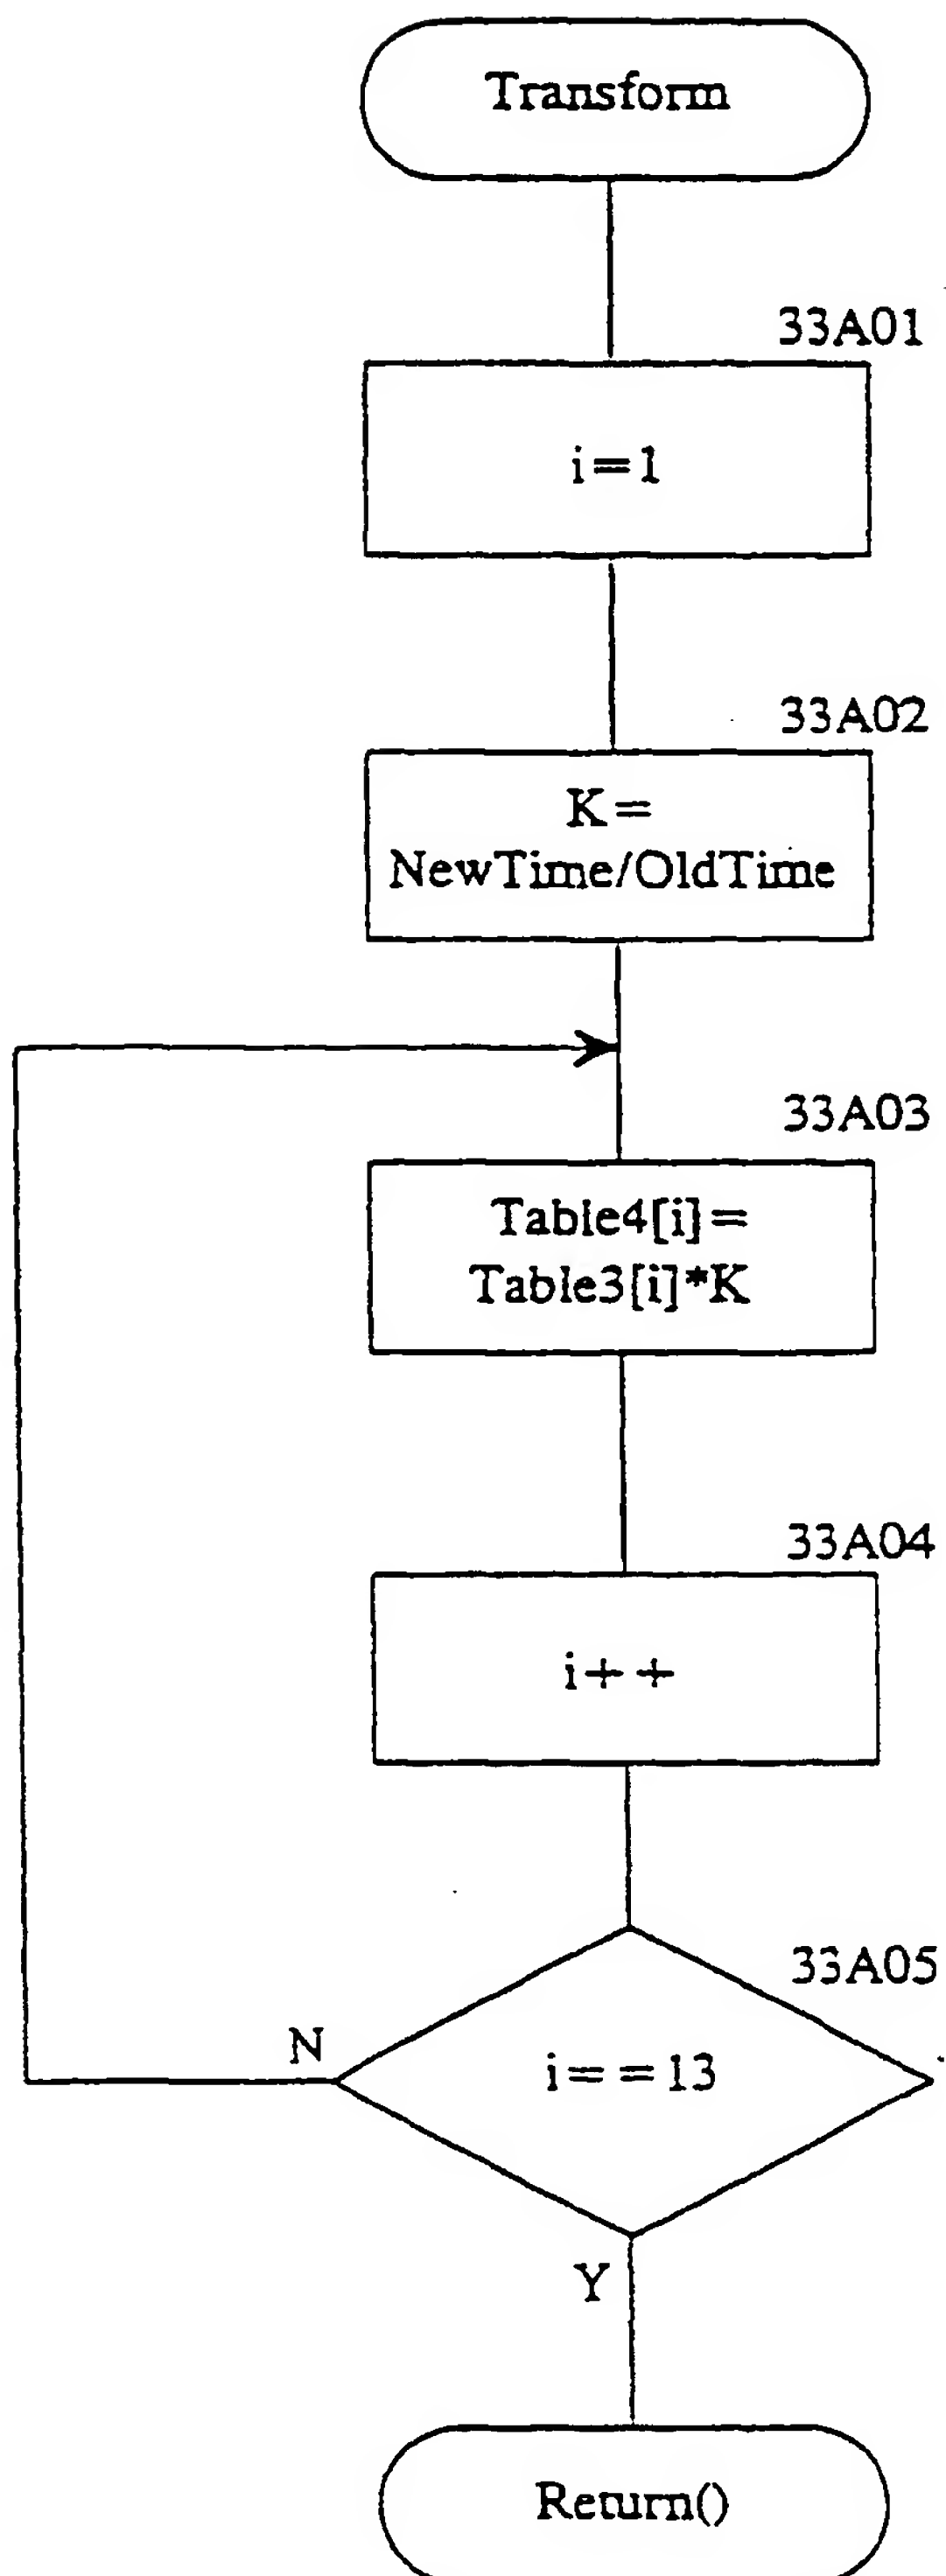 Transform
33A01
i=1
33A02
K=
NewTime/OldTime
33A03
Table4[i]=
Table3[i]*K
33A04
i++
33A05
N
i==13
Y
Return()